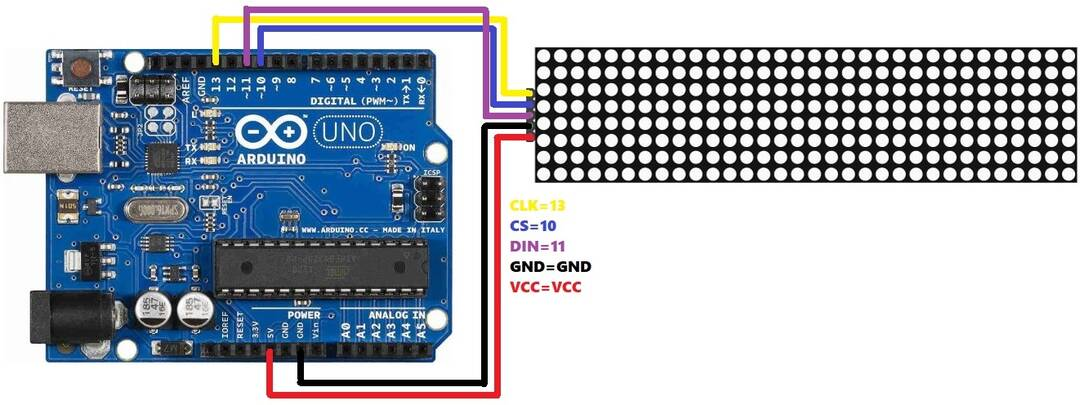 RESET
AREF
GND
13
12
~11
~10
~9
8
7
~6
~5
4
~3
2
TX→1
RX←0
DIGITAL (PWM~)
UNO
ARDUINO
TX
RX
ON
ICSP
WWW.ARDUINO.CC - MADE IN ITALY
POWER
ANALOG IN
IOREF
RESET
3.3V
5V
GND
GND
Vin
A0
A1
A2
A3
A4
A5
CLK=13
CS=10
DIN=11
GND=GND
VCC=VCC